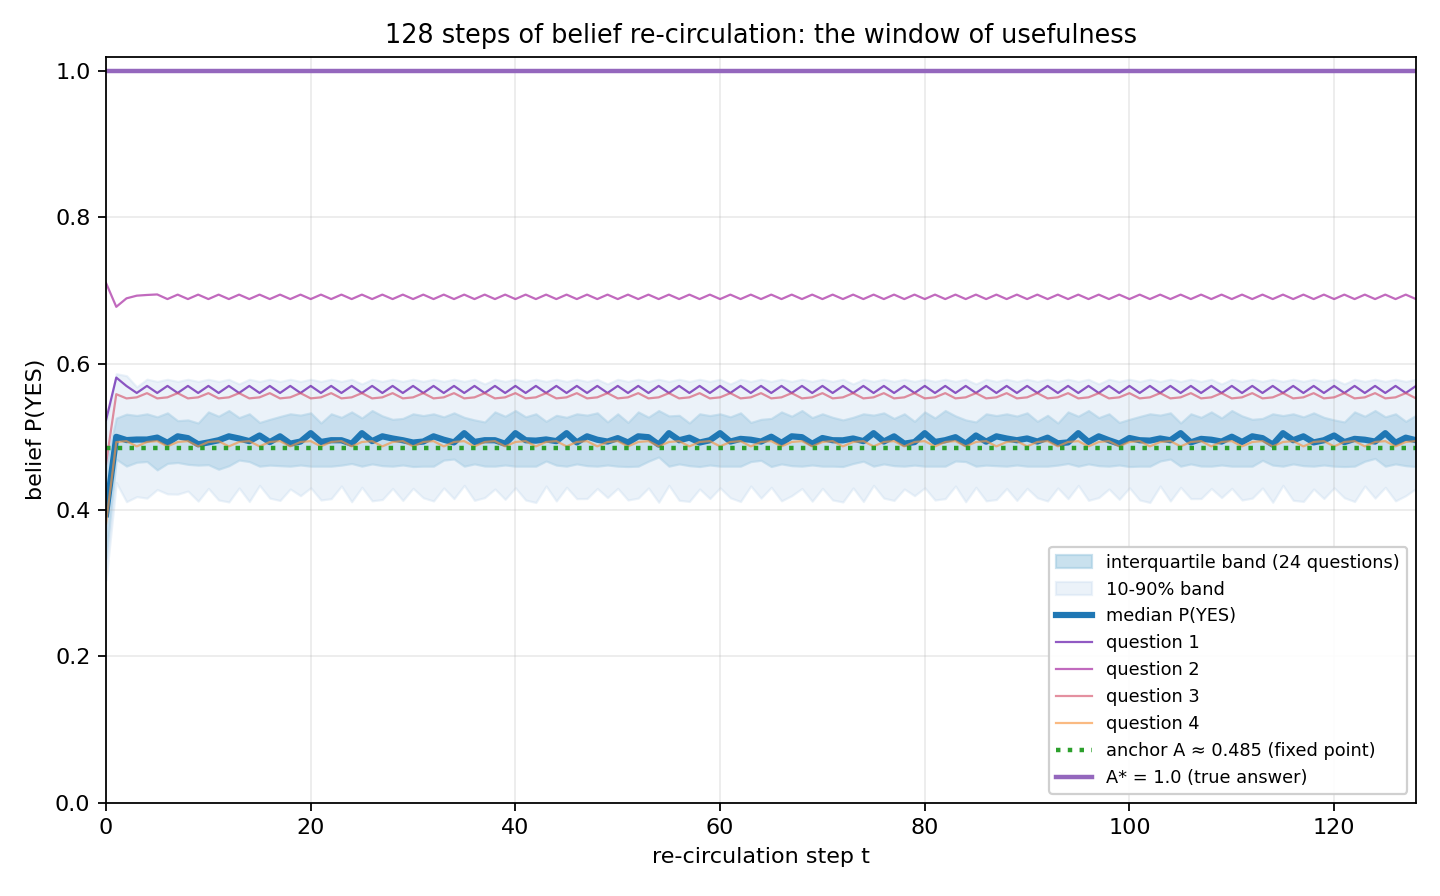 128 steps of belief re-circulation: the window of usefulness
1.0
0.8
0.6
0.4
0.2
0.0
belief P(YES)
interquartile band (24 questions)
10-90% band
median P(YES)
question 1
question 2
question 3
question 4
anchor A ≈ 0.485 (fixed point)
A* = 1.0 (true answer)
0 20 40 60 80 100 120
re-circulation step t